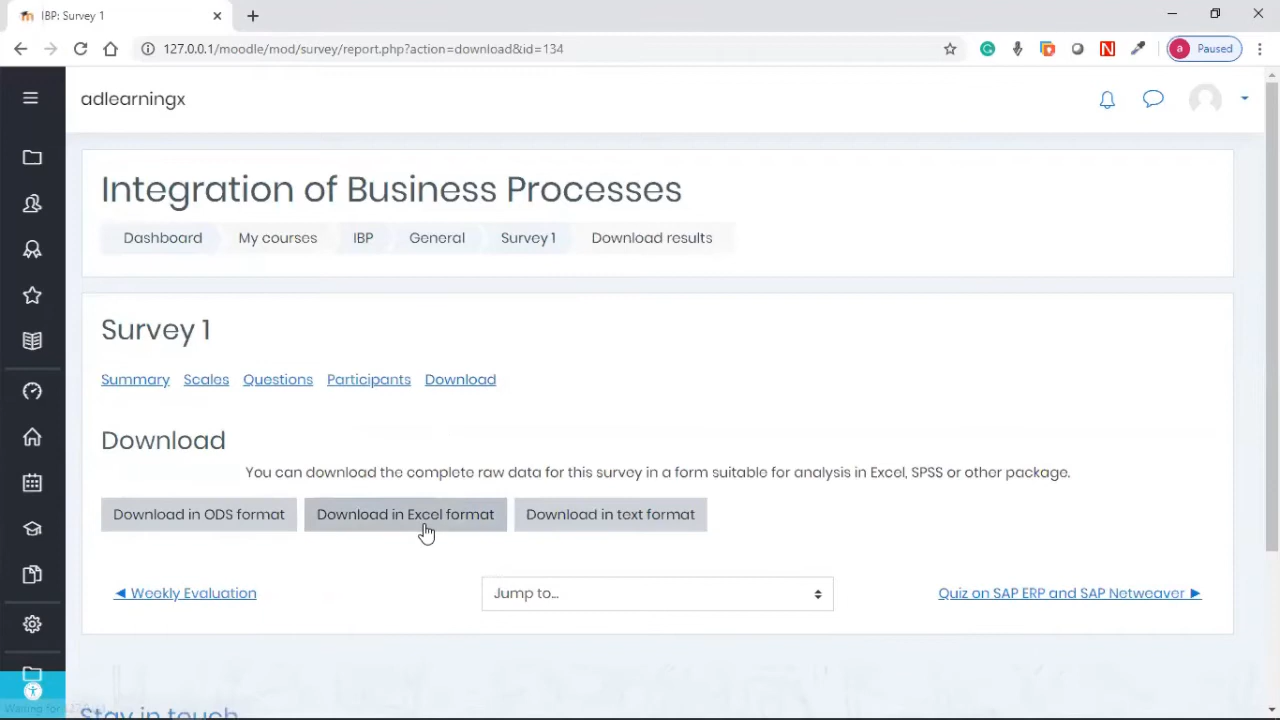 IBP: Survey 1
127.0.0.1/moodle/mod/survey/report.php?action=download&id=134
a Paused
adlearningx
Integration of Business Processes
Dashboard My courses IBP General Survey 1 Download results
Survey 1
Summary Scales Questions Participants Download
Download
You can download the complete raw data for this survey in a form suitable for analysis in Excel, SPSS or other package.
Download in ODS format Download in Excel format Download in text format
◄ Weekly Evaluation Jump to... Quiz on SAP ERP and SAP Netweaver ►
Waiting for
Stay in touch